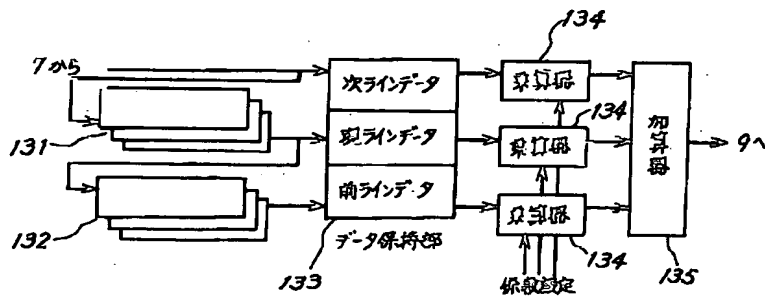 134
7から
次ラインデータ
乗算器
131
現ラインデータ
134
乗算器
加算器
9へ
前ラインデータ
乗算器
132
133
データ保持部
134
係数設定
135